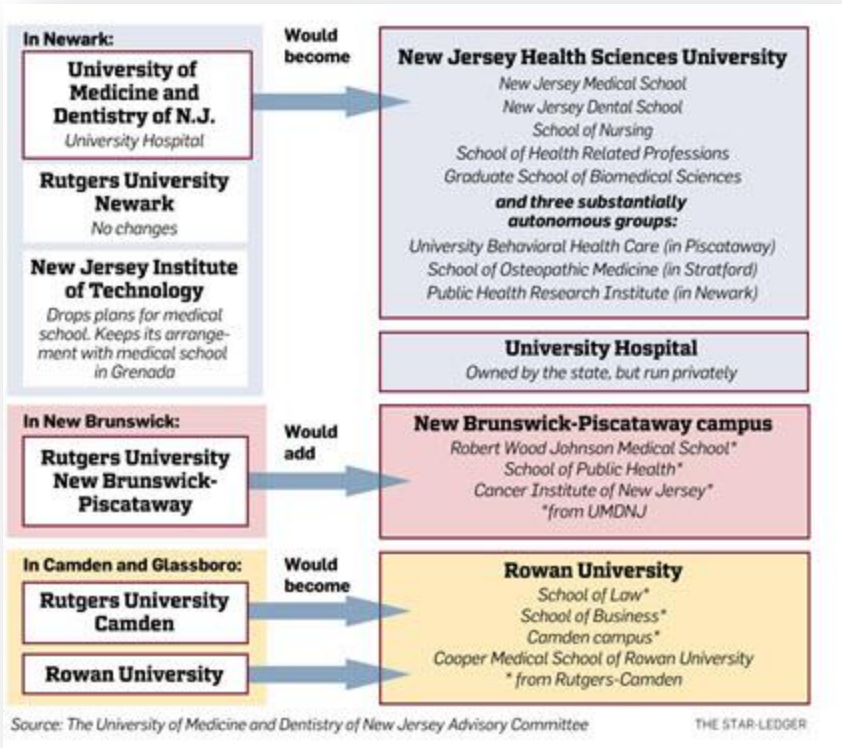 In Newark:
University of
Medicine and
Dentistry of N.J.
University Hospital
Rutgers University
Newark
No changes
New Jersey Institute
of Technology
Drops plans for medical
school. Keeps its arrange-
ment with medical school
in Grenada
Would
become
New Jersey Health Sciences University
New Jersey Medical School
New Jersey Dental School
School of Nursing
School of Health Related Professions
Graduate School of Biomedical Sciences
and three substantially
autonomous groups:
University Behavioral Health Care (in Piscataway)
School of Osteopathic Medicine (in Stratford)
Public Health Research Institute (in Newark)
University Hospital
Owned by the state, but run privately
In New Brunswick:
Rutgers University
New Brunswick-
Piscataway
Would
add
New Brunswick-Piscataway campus
Robert Wood Johnson Medical School*
School of Public Health*
Cancer Institute of New Jersey*
*from UMDNJ
In Camden and Glassboro:
Rutgers University
Camden
Rowan University
Would
become
Rowan University
School of Law*
School of Business*
Camden campus*
Cooper Medical School of Rowan University
* from Rutgers-Camden
Source: The University of Medicine and Dentistry of New Jersey Advisory Committee
THE STAR-LEDGER